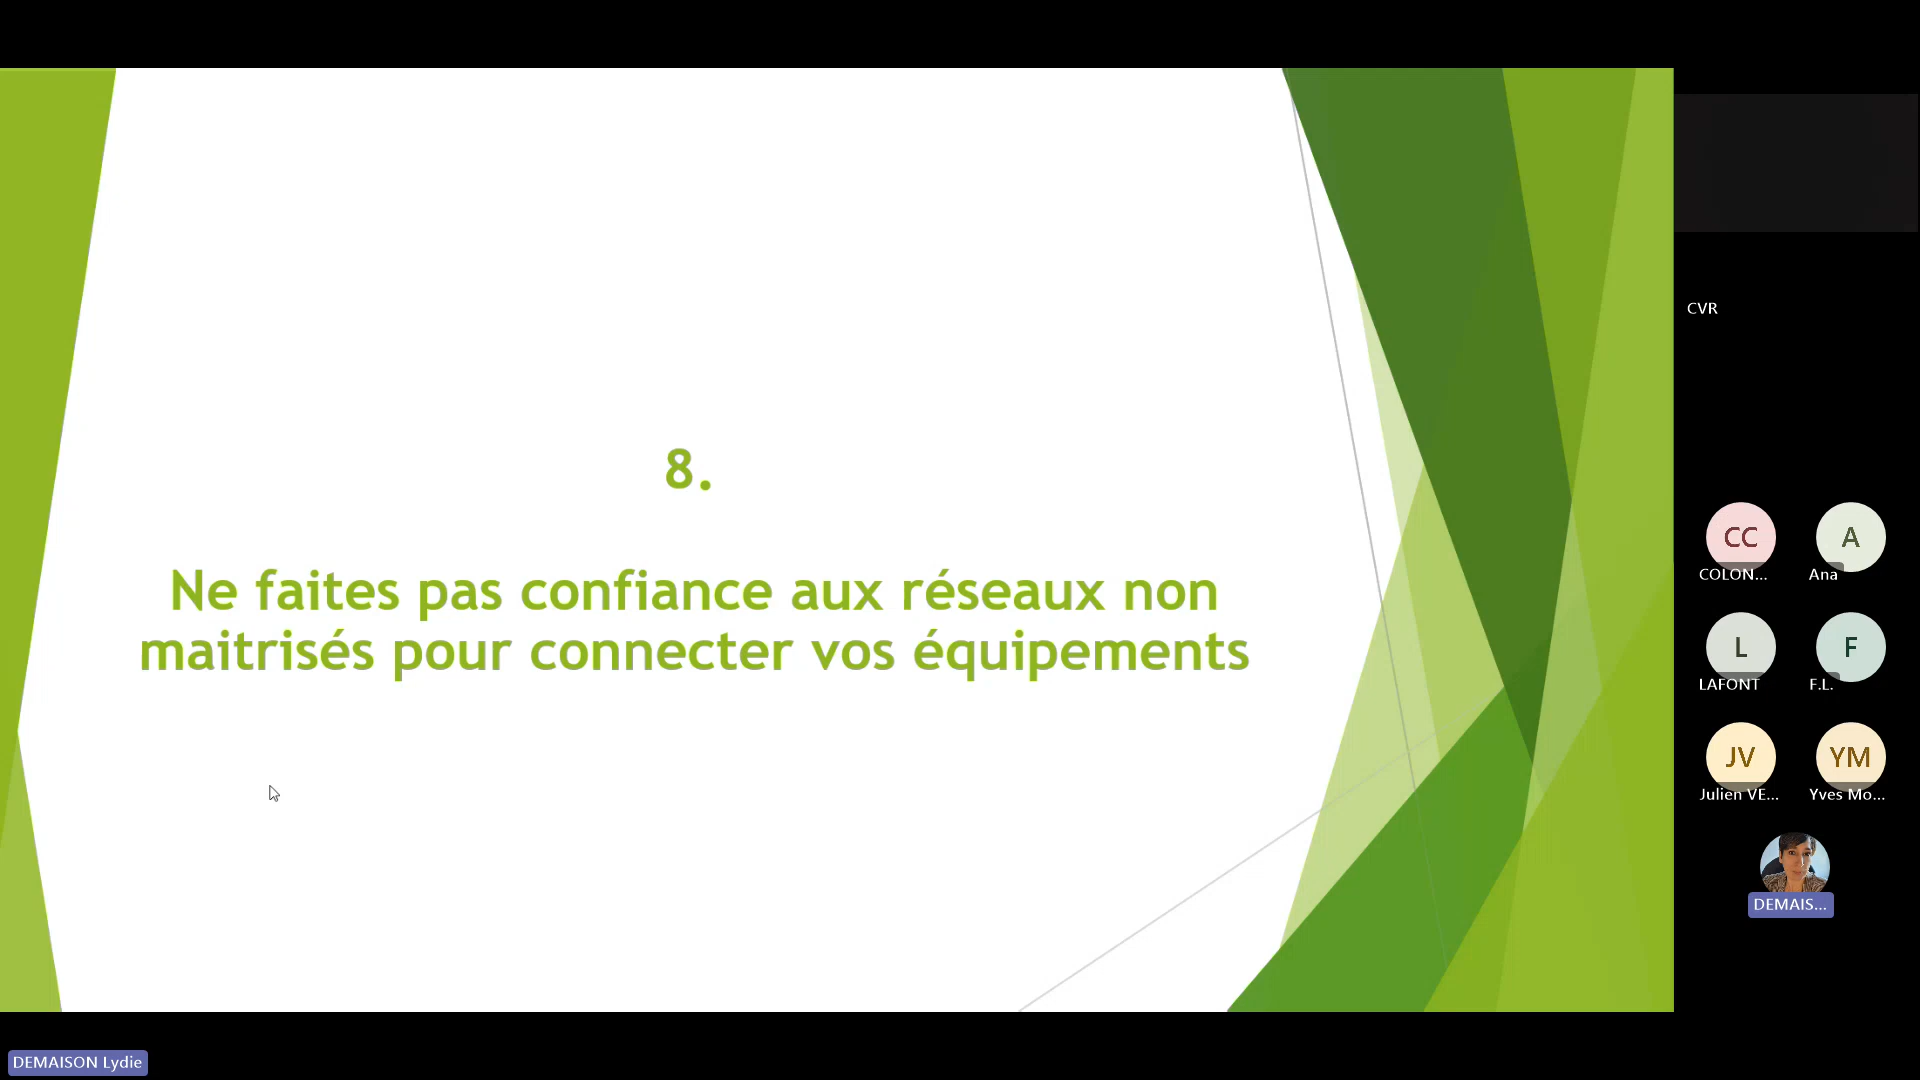 8.
Ne faites pas confiance aux réseaux non
maitrisés pour connecter vos équipements
CVR
CC
COLON...
A
Ana
L
LAFONT
F
F.L.
JV
Julien VE...
YM
Yves Mo...
DEMAIS...
DEMAISON Lydie